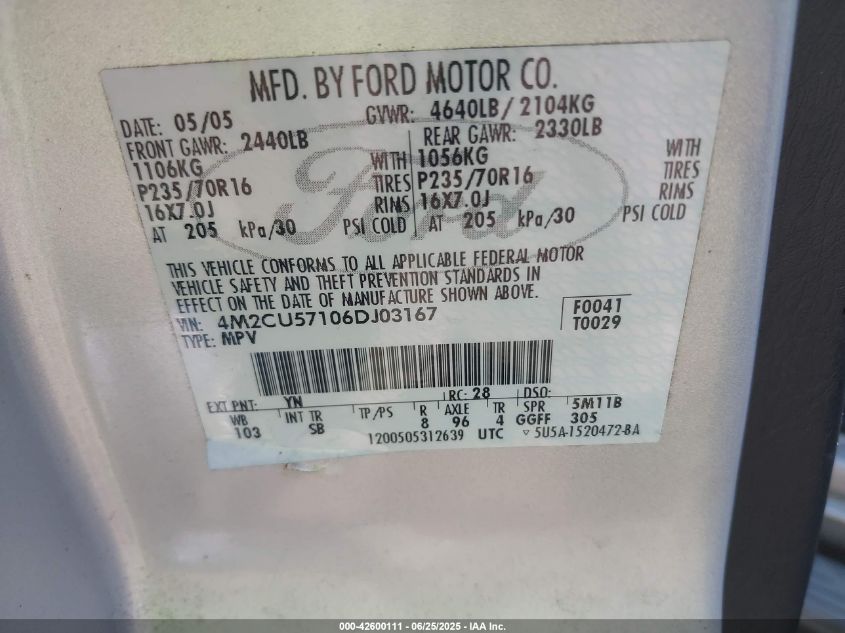 MFD. BY FORD MOTOR CO.
DATE: 05/05 GVWR: 4640LB/ 2104KG
FRONT GAWR: 2440LB REAR GAWR: 2330LB
1106KG WITH 1056KG WITH
P235/70R16 TIRES P235/70R16 TIRES
16X7.0J RIMS 16X7.0J RIMS
AT 205 kPa/30 PSI COLD AT 205 kPa/30 PSI COLD
Ford
THIS VEHICLE CONFORMS TO ALL APPLICABLE FEDERAL MOTOR
VEHICLE SAFETY AND THEFT PREVENTION STANDARDS IN
EFFECT ON THE DATE OF MANUFACTURE SHOWN ABOVE.
VIN: 4M2CU57106DJ03167 F0041
TYPE: MPV T0029
EXT PNT: YN RC: 28 DSO:
WB INT TR TP/PS R AXLE TR SPR 5M11B
103 SB 8 96 4 GGFF 305
1200505312639 UTC ▿ 5U5A-1520472-BA
000-42600111 - 06/25/2025 - IAA Inc.